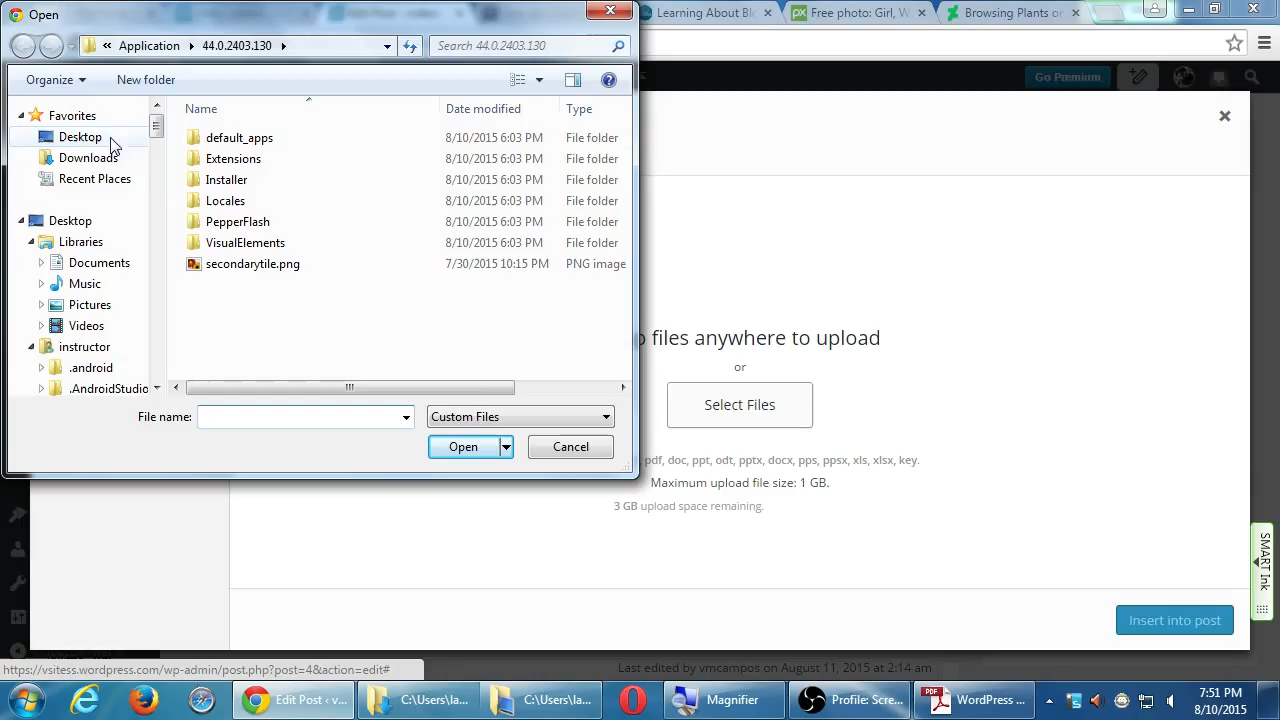 Open
Learning About Bl
Free photo: Girl, W
Browsing Plants or
« Application 44.0.2403.130
Search 44.0.2403.130
Organize
New folder
Go Premium
Favorites
Desktop
Downloads
Recent Places
Desktop
Libraries
Documents
Music
Pictures
Videos
instructor
.android
.AndroidStudio
Name Date modified Type
default_apps 8/10/2015 6:03 PM File folder
Extensions 8/10/2015 6:03 PM File folder
Installer 8/10/2015 6:03 PM File folder
Locales 8/10/2015 6:03 PM File folder
PepperFlash 8/10/2015 6:03 PM File folder
VisualElements 8/10/2015 6:03 PM File folder
secondarytile.png 7/30/2015 10:15 PM PNG image
File name:
Custom Files
Open
Cancel
files anywhere to upload
or
Select Files
pdf, doc, ppt, odt, pptx, docx, pps, ppsx, xls, xlsx, key.
Maximum upload file size: 1 GB.
3 GB upload space remaining.
SMART Ink
Insert into post
https://vsitess.wordpress.com/wp-admin/post.php?post=4&action=edit#
Last edited by vmcampos on August 11, 2015 at 2:14 am
Edit Post ‹ v...
C:\Users\la...
C:\Users\la...
Magnifier
Profile: Scre...
PDF
WordPress ...
7:51 PM
8/10/2015